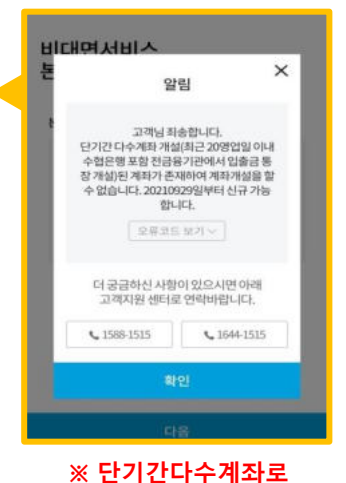 비대면서비스
본
알림
고객님 죄송합니다.
단기간 다수계좌 개설(최근 20영업일 이내
수협은행 포함 전금융기관에서 입출금 통
장 개설)된 계좌가 존재하여 계좌개설을 할
수 없습니다. 20210929일부터 신규 가능
합니다.
오류코드 보기
더 궁금하신 사항이 있으시면 아래
고객지원 센터로 연락바랍니다.
1588-1515
1644-1515
확인
다음
※ 단기간다수계좌로